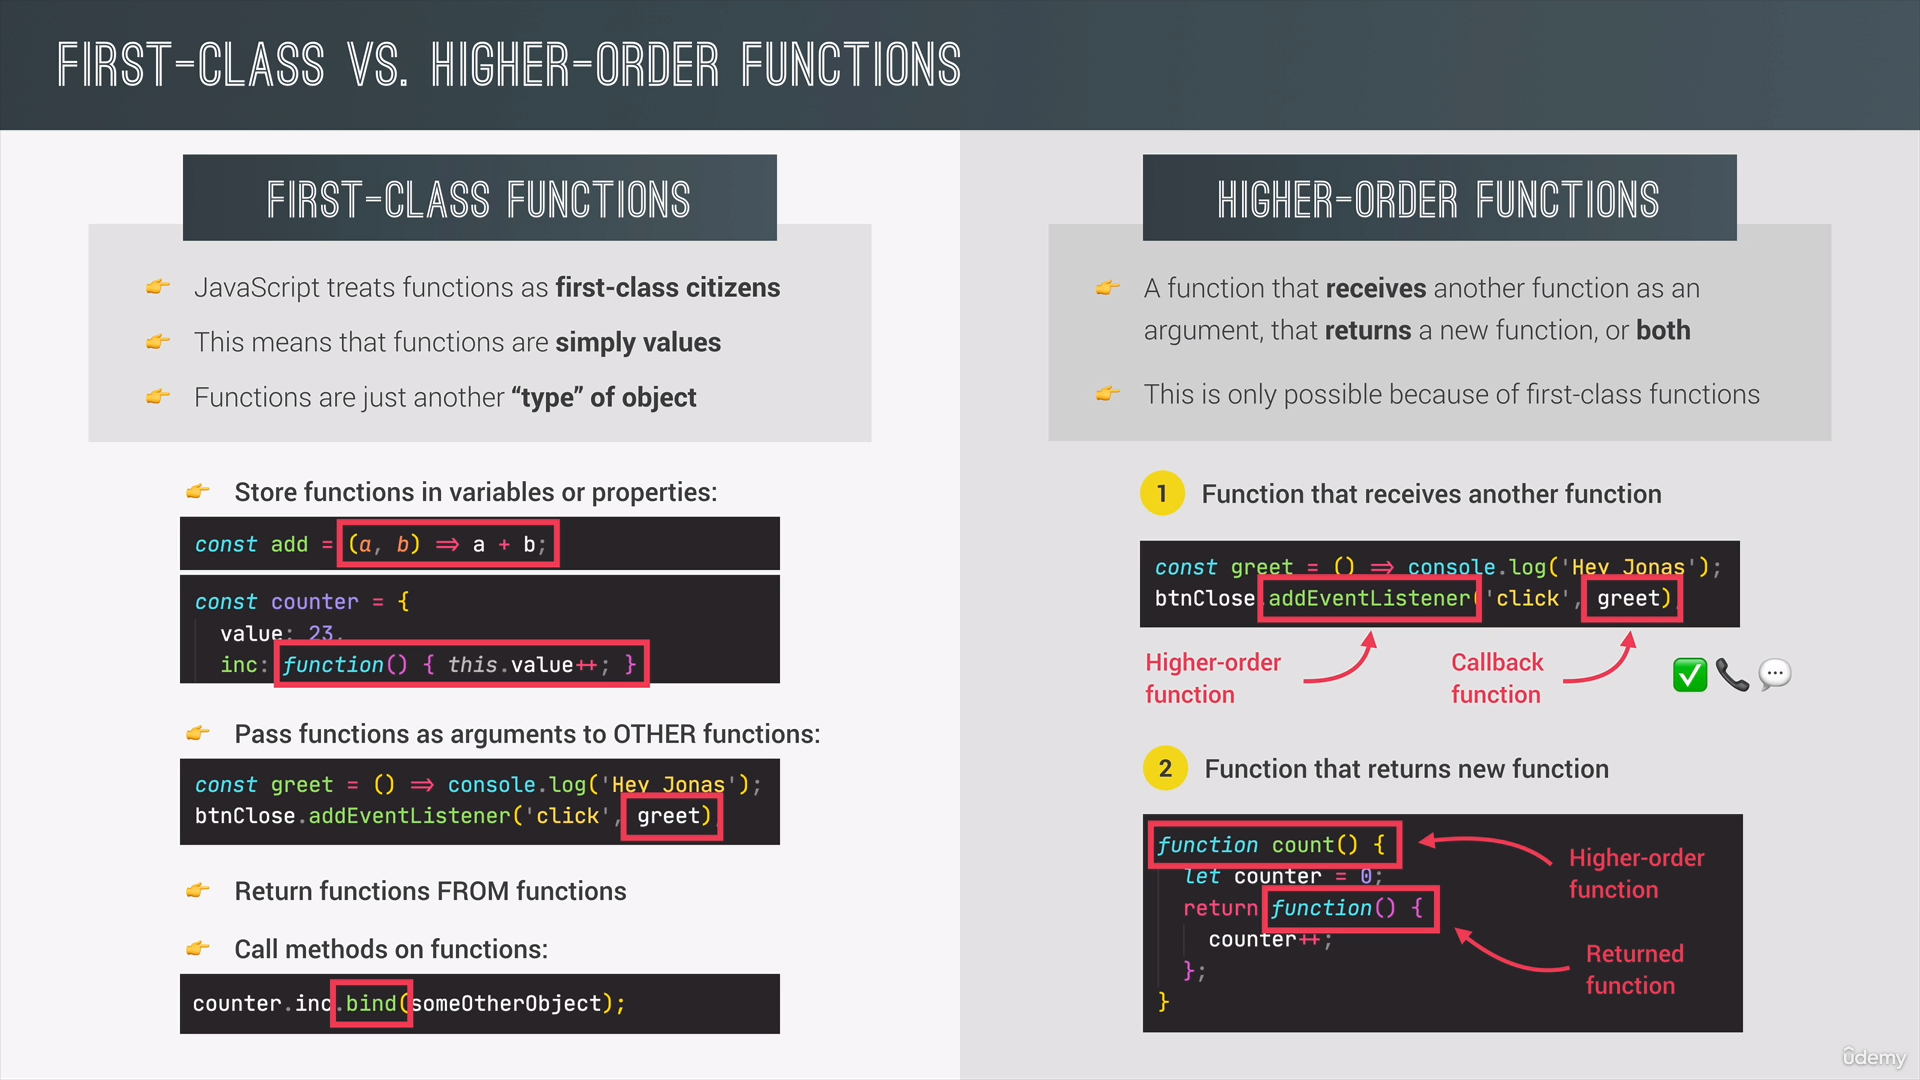 FIRST-CLASS VS. HIGHER-ORDER FUNCTIONS
FIRST-CLASS FUNCTIONS
👉 JavaScript treats functions as first-class citizens
👉 This means that functions are simply values
👉 Functions are just another “type” of object
👉 Store functions in variables or properties:
const add = (a, b) => a + b;
const counter = {
value: 23,
inc: function() { this.value++; }
👉 Pass functions as arguments to OTHER functions:
const greet = () => console.log('Hey Jonas');
btnClose.addEventListener('click', greet)
👉 Return functions FROM functions
👉 Call methods on functions:
counter.inc.bind(someOtherObject);
HIGHER-ORDER FUNCTIONS
👉 A function that receives another function as an
argument, that returns a new function, or both
👉 This is only possible because of first-class functions
1 Function that receives another function
const greet = () => console.log('Hey Jonas');
btnClose.addEventListener('click', greet)
Higher-order
function
Callback
function
✅ 📞 💬
2 Function that returns new function
function count() {
let counter = 0;
return function() {
counter++;
};
}
Higher-order
function
Returned
function
ûdemy